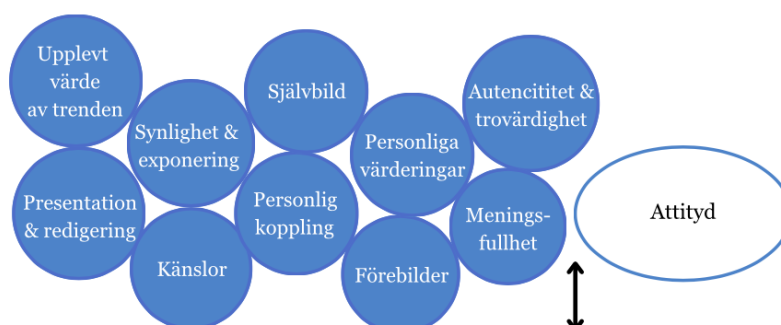 Upplevt
värde
av trenden
Synlighet &
exponering
Självbild
Personliga
värderingar
Autencititet &
trovärdighet
Presentation
& redigering
Känslor
Personlig
koppling
Förebilder
Menings-
fullhet
Attityd